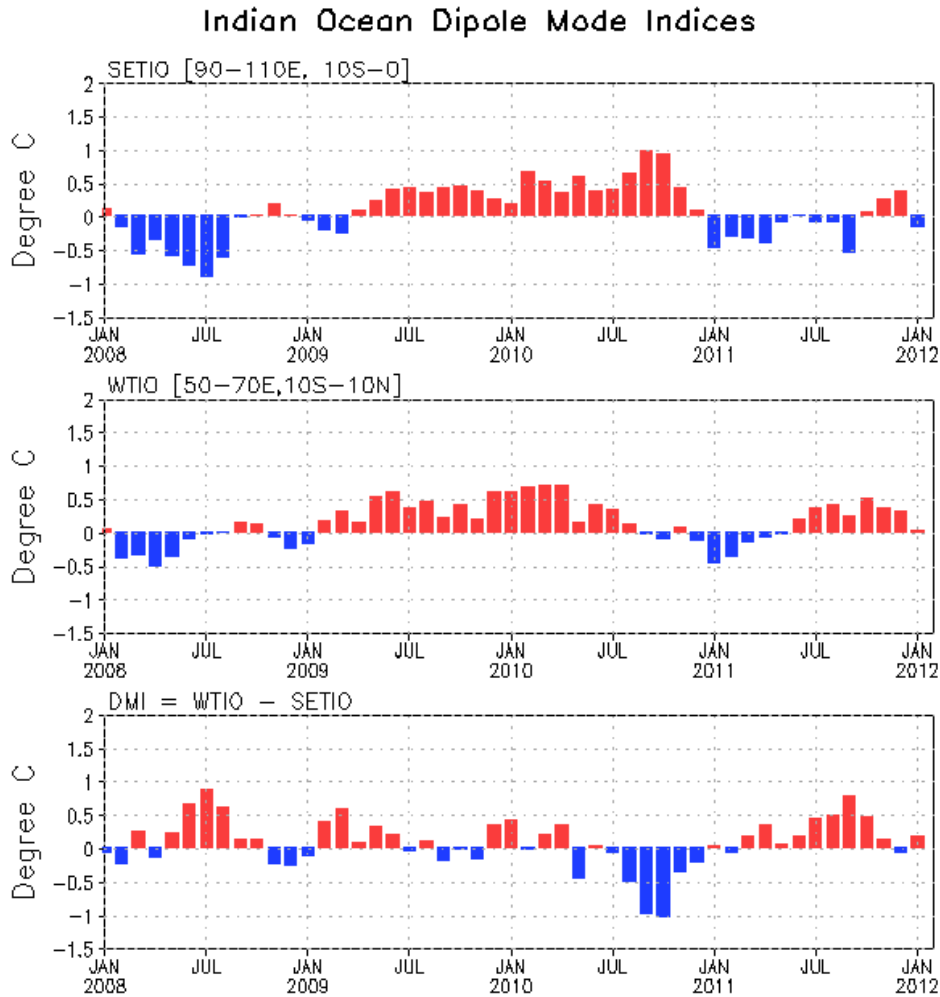 Indian Ocean Dipole Mode Indices
SETIO [90-110E, 10S-0]
2
1.5
1
0.5
0
-0.5
-1
-1.5
Degree C
JAN JUL JAN JUL JAN JUL JAN JUL JAN
2008 2009 2010 2011 2012
WTIO [50-70E,10S-10N]
2
1.5
1
0.5
0
-0.5
-1
-1.5
Degree C
JAN JUL JAN JUL JAN JUL JAN JUL JAN
2008 2009 2010 2011 2012
DMI = WTIO - SETIO
2
1.5
1
0.5
0
-0.5
-1
-1.5
Degree C
JAN JUL JAN JUL JAN JUL JAN JUL JAN
2008 2009 2010 2011 2012